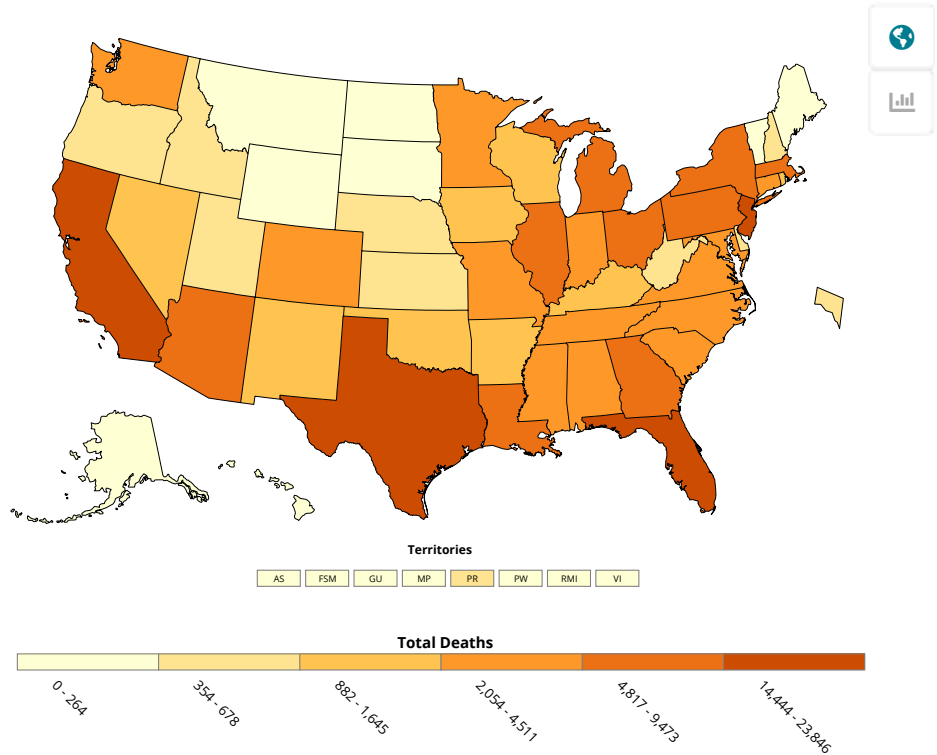 Territories
AS FSM GU MP PR PW RMI VI
Total Deaths
0 - 264
354 - 678
882 - 1,645
2,054 - 4,511
4,817 - 9,473
14,444 - 23,846